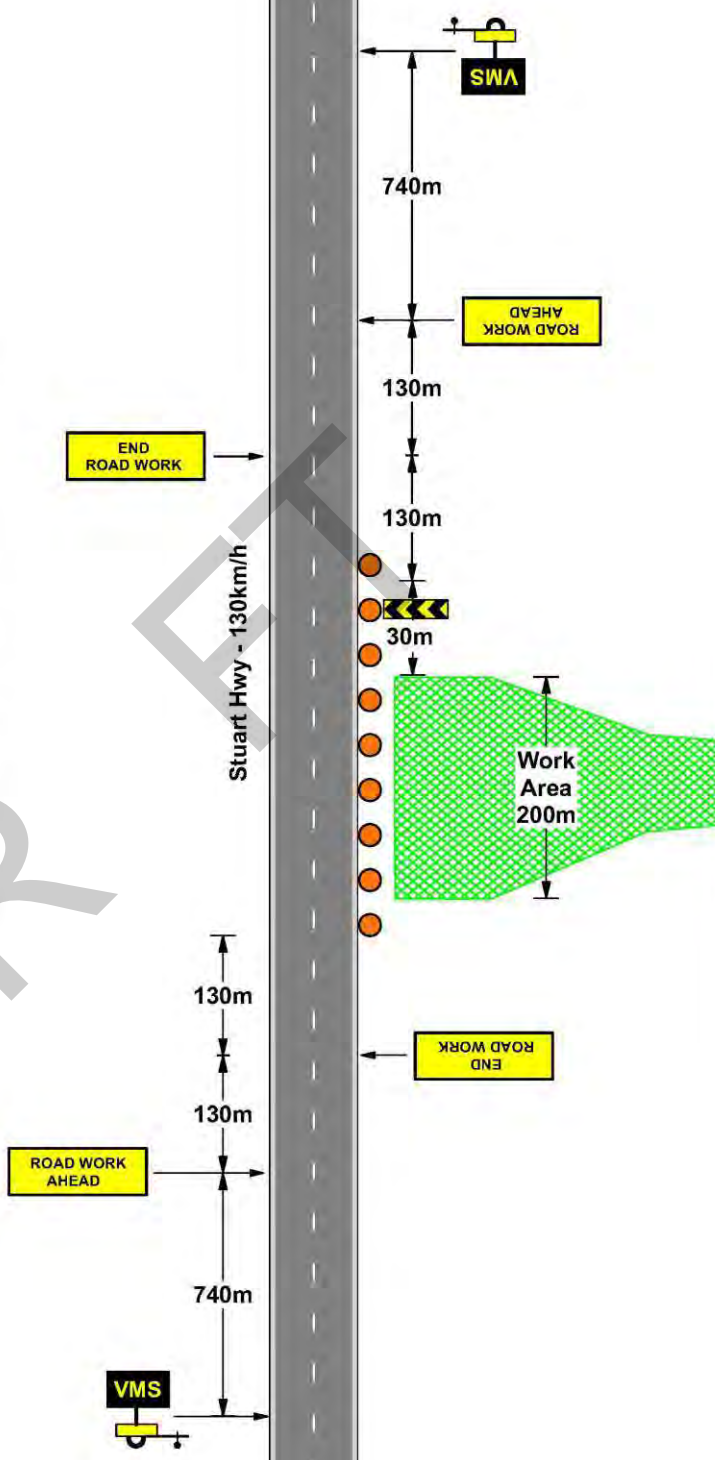 VMS
740m
ROAD WORK
AHEAD
130m
END
ROAD WORK
130m
Stuart Hwy - 130km/h
30m
Work
Area
200m
130m
END
ROAD WORK
130m
ROAD WORK
AHEAD
740m
VMS
R
F
T